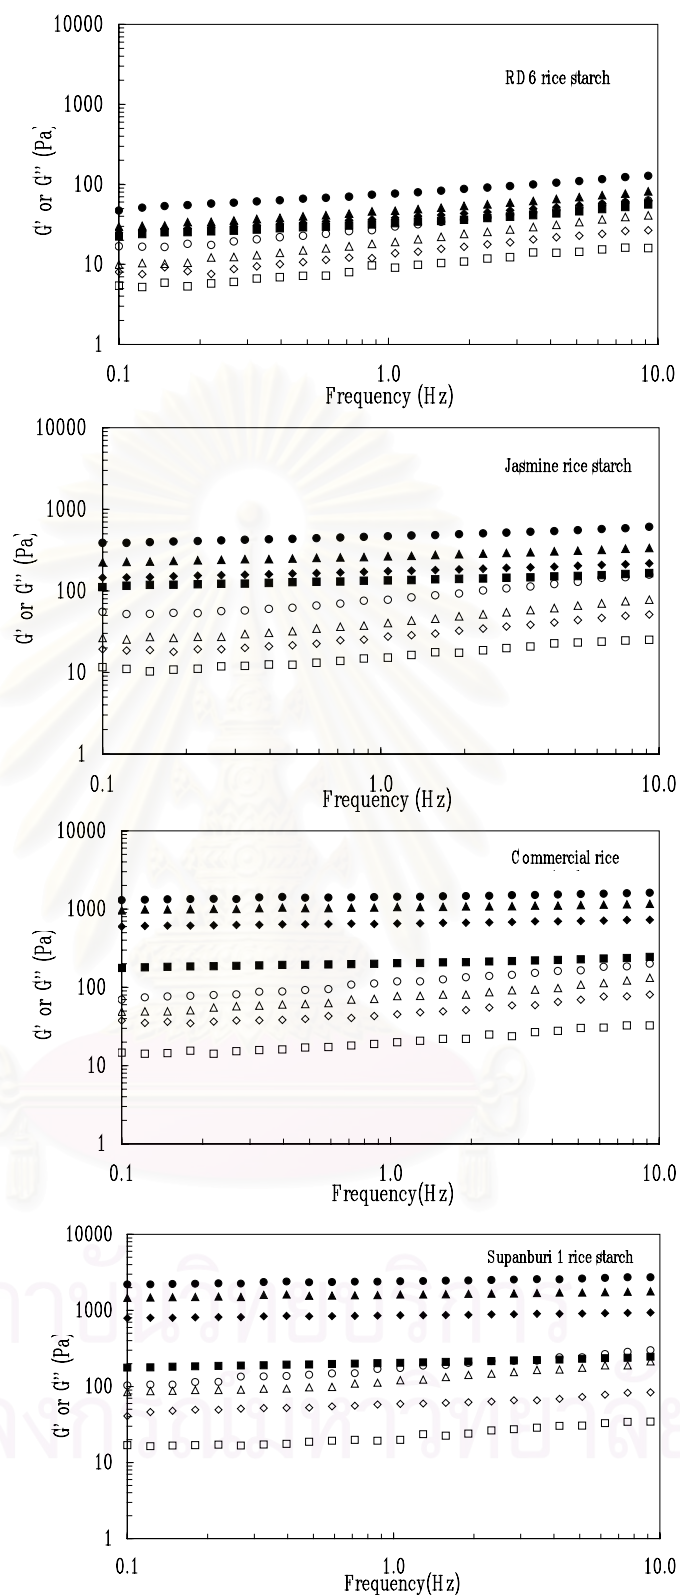 10000
RD 6 rice starch
1000
G' or G'' (Pa)
100
10
1
0.1 1.0 10.0
Frequency (Hz)
10000
Jasmine rice starch
1000
G' or G'' (Pa)
100
10
1
0.1 1.0 10.0
Frequency (Hz)
10000
Commercial rice
1000
G' or G'' (Pa)
100
10
1
0.1 1.0 10.0
Frequency(Hz)
10000
Supanburi 1 rice starch
1000
G' or G'' (Pa)
100
10
1
0.1 1.0 10.0
Frequency(Hz)